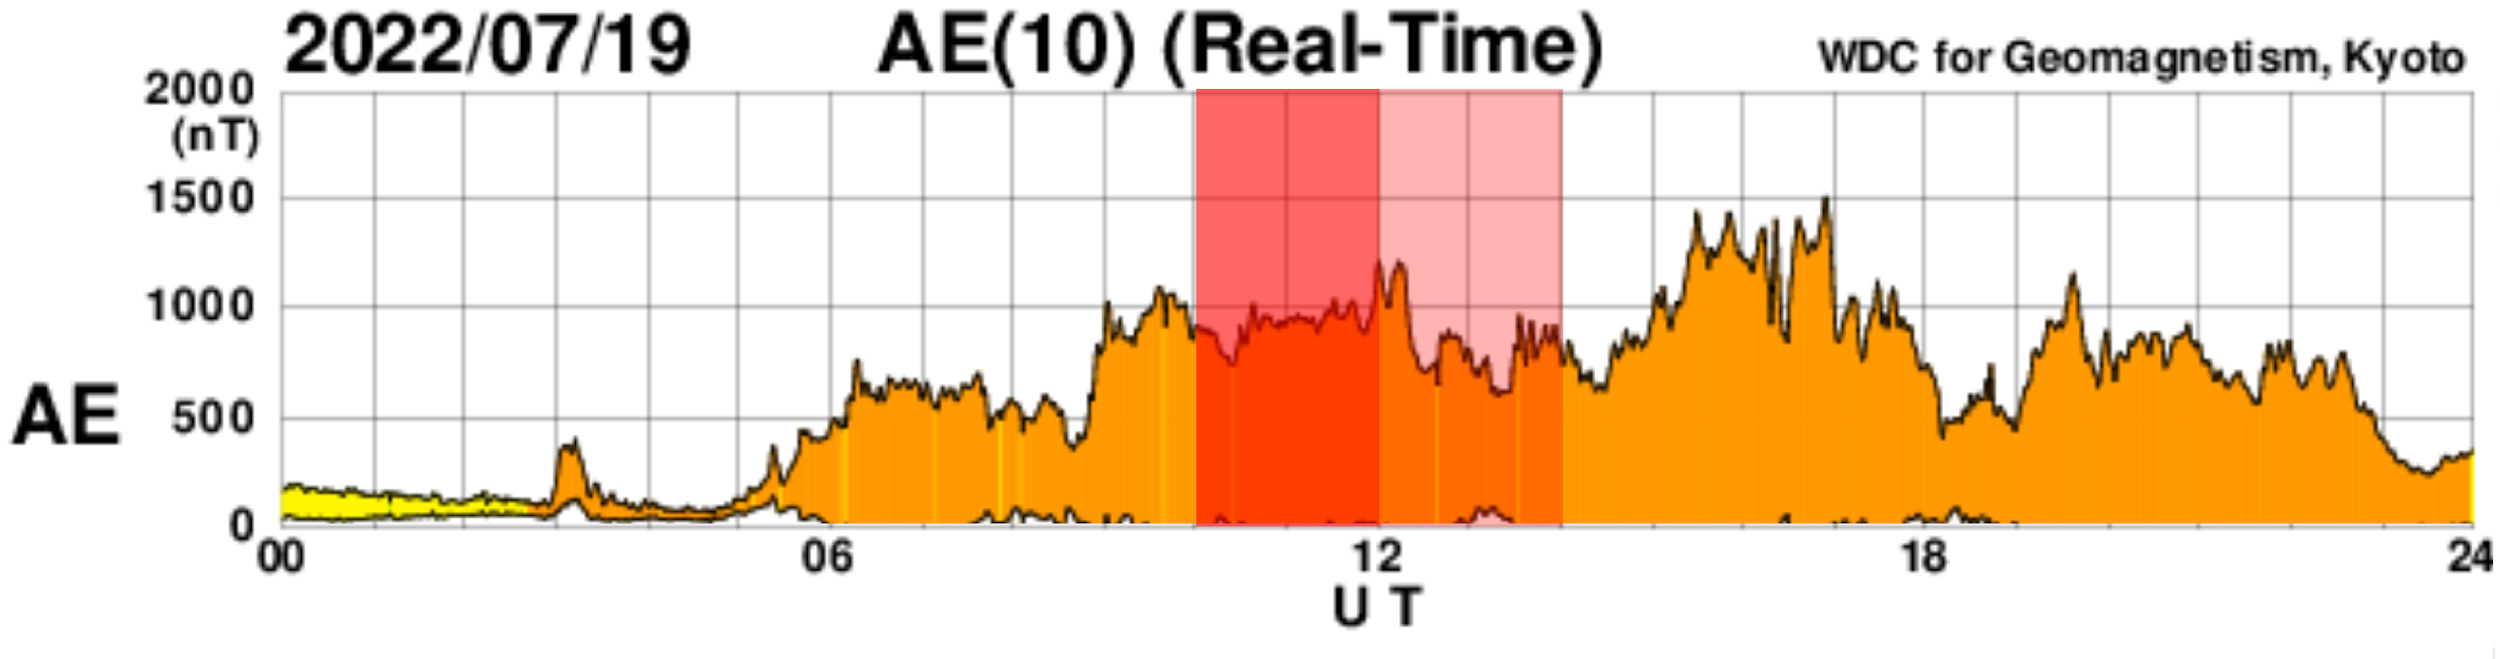 2022/07/19 AE(10) (Real-Time) WDC for Geomagnetism, Kyoto
2000
(nT)
1500
1000
AE 500
0
00 06 12 18 24
UT